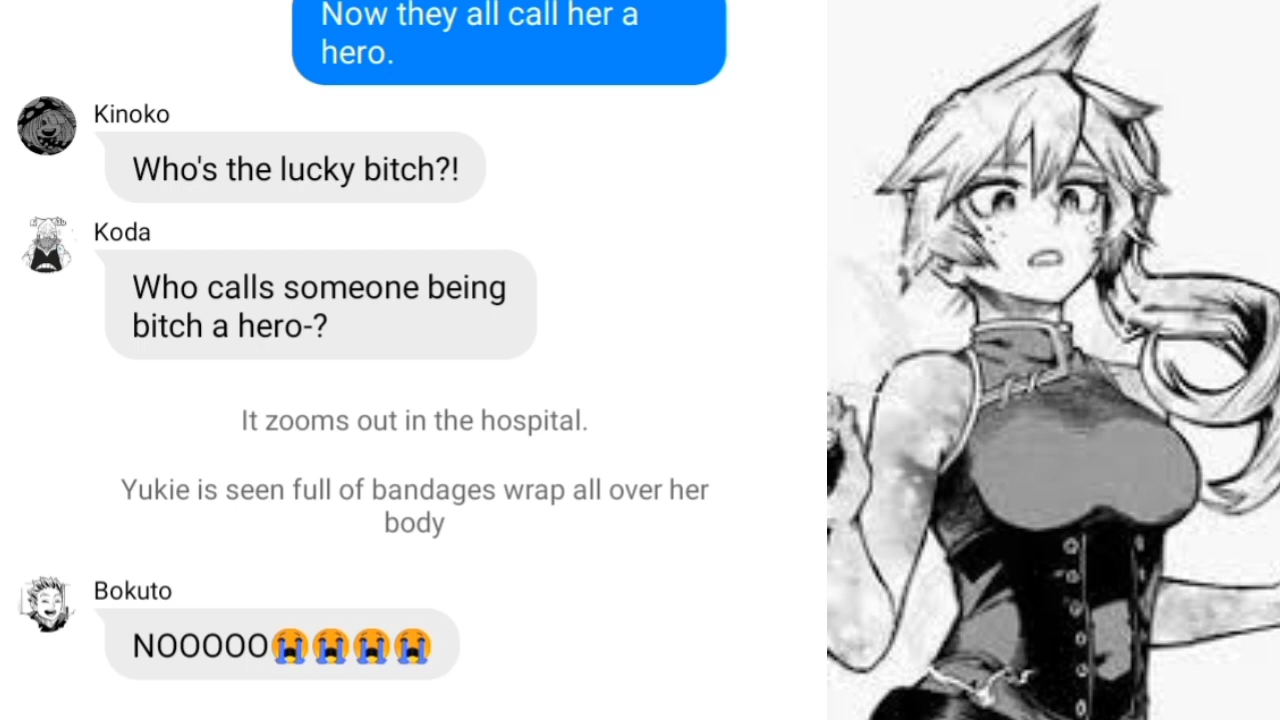 Now they all call her a
hero.
Kinoko
Who's the lucky bitch?!
Koda
Who calls someone being
bitch a hero-?
It zooms out in the hospital.
Yukie is seen full of bandages wrap all over her
body
Bokuto
NOOOOO😭😭😭😭